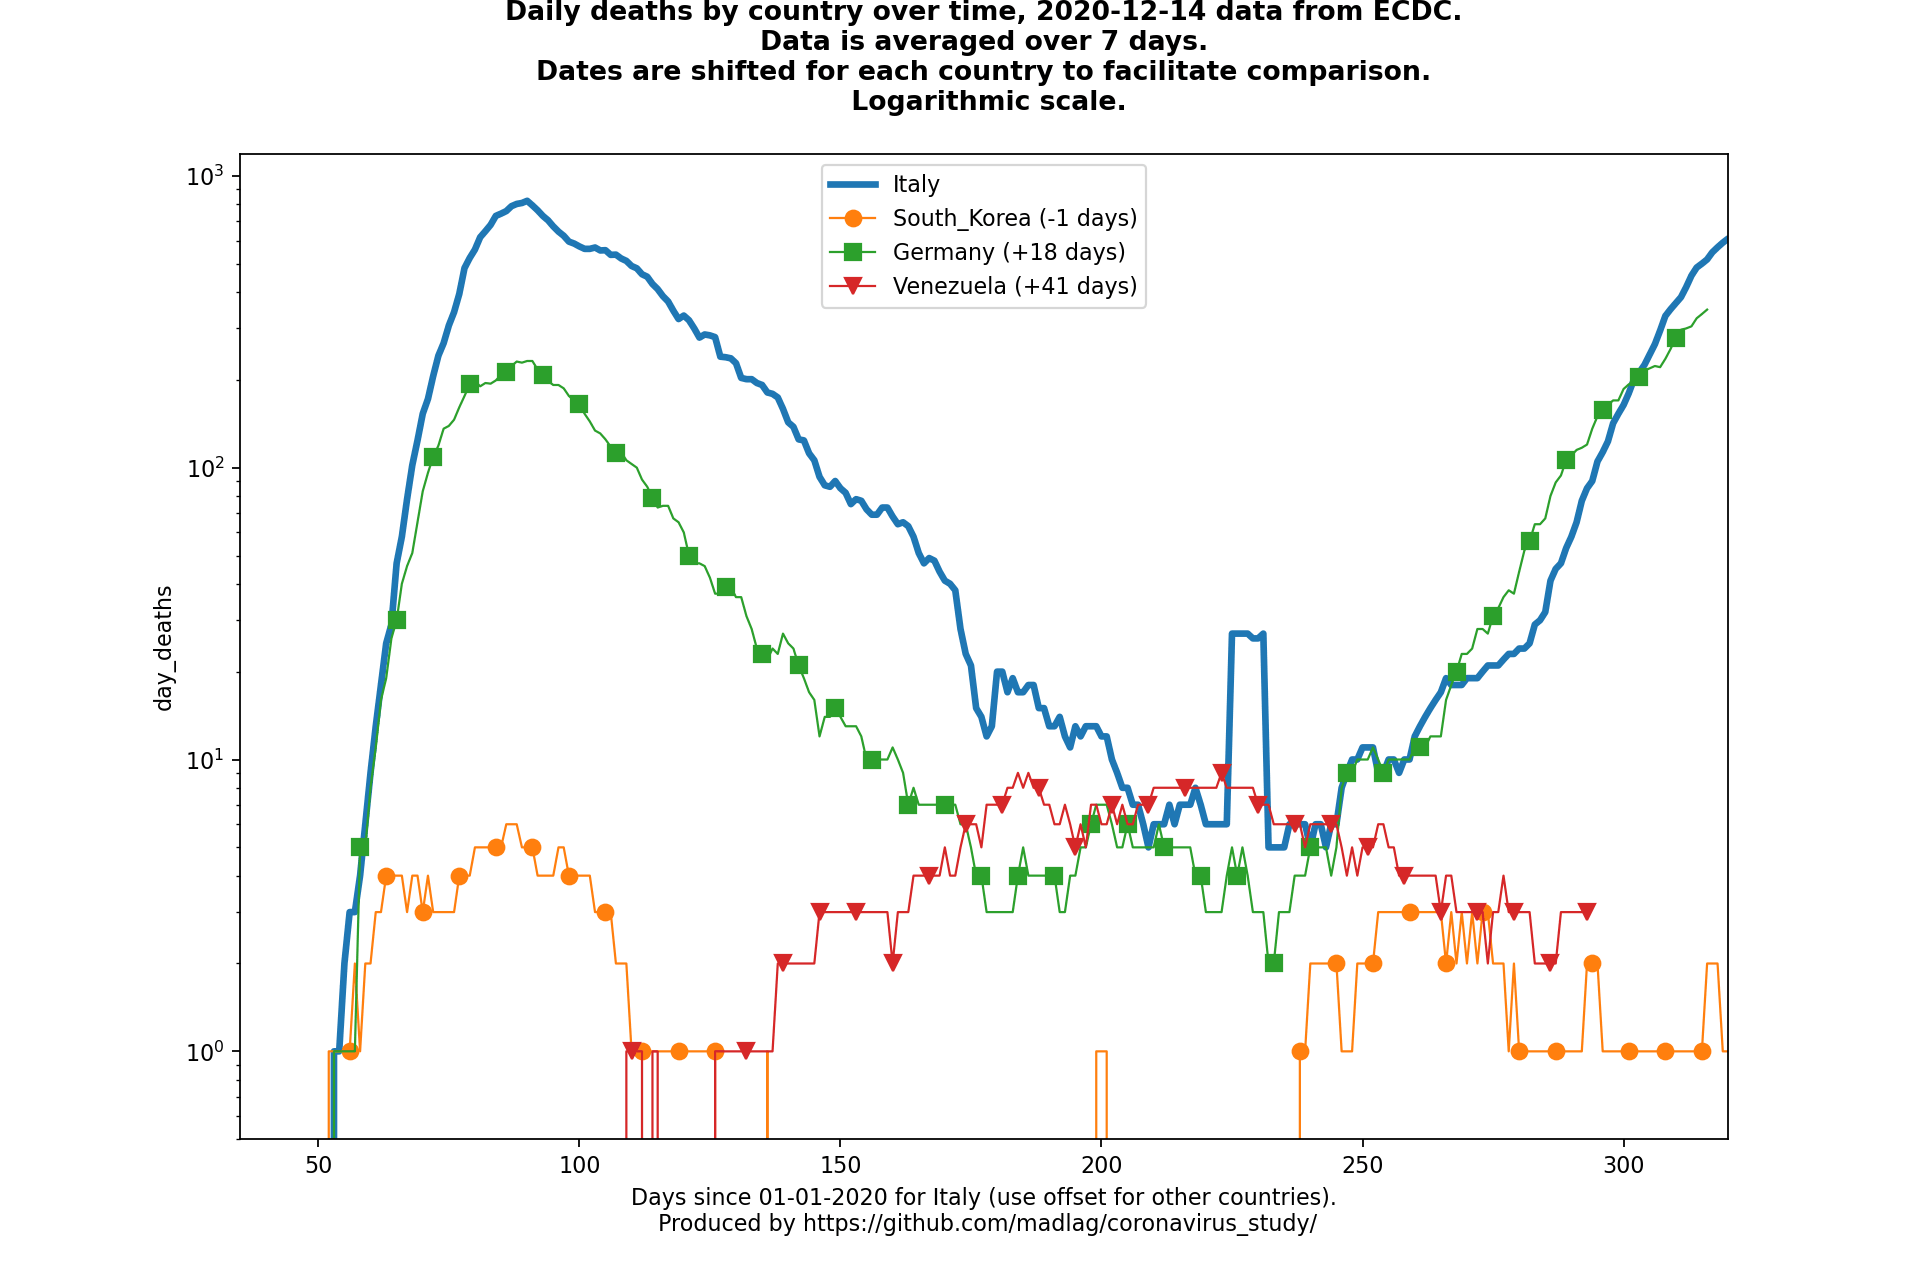 Daily deaths by country over time, 2020-12-14 data from ECDC.
Data is averaged over 7 days.
Dates are shifted for each country to facilitate comparison.
Logarithmic scale.
Italy
South_Korea (-1 days)
Germany (+18 days)
Venezuela (+41 days)
day_deaths
10³
10²
10¹
10⁰
50 100 150 200 250 300
Days since 01-01-2020 for Italy (use offset for other countries).
Produced by https://github.com/madlag/coronavirus_study/